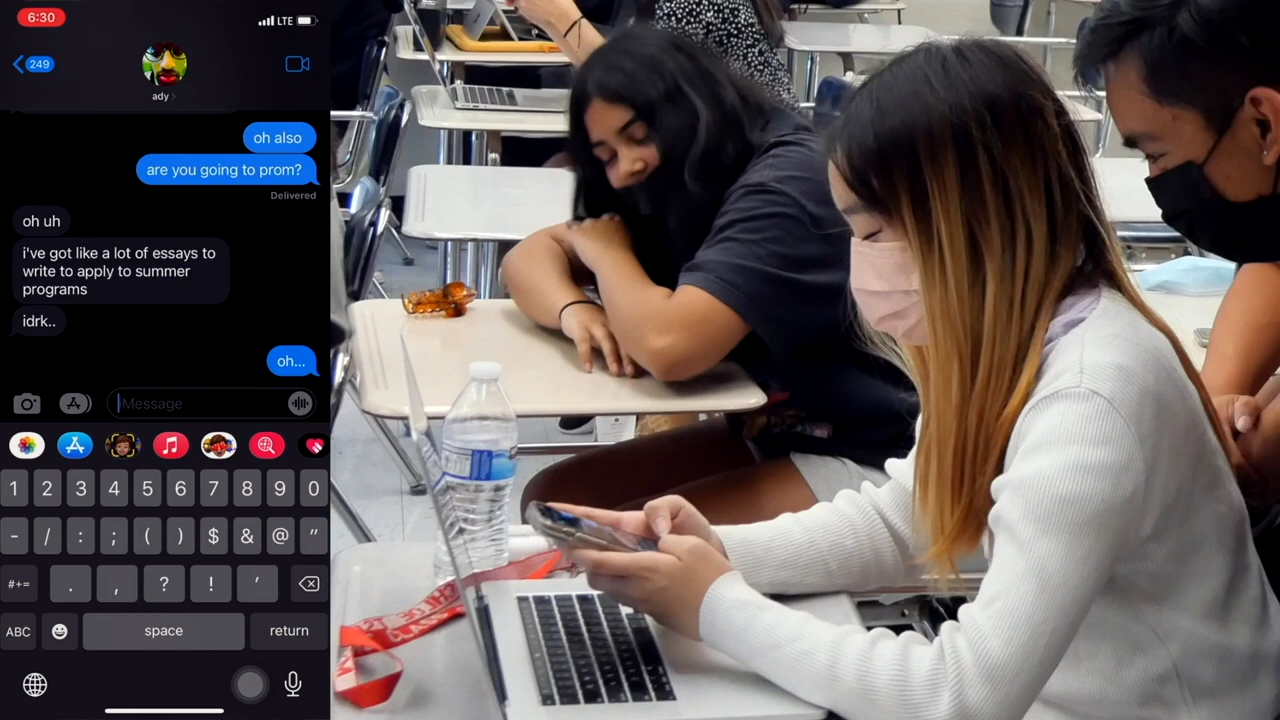 6:30
LTE
249
ady
oh also
are you going to prom?
Delivered
oh uh
i've got like a lot of essays to
write to apply to summer
programs
idrk..
oh...
Message
1 2 3 4 5 6 7 8 9 0
- / : ; ( ) $ & @ "
#+= . , ? ! '
ABC space return